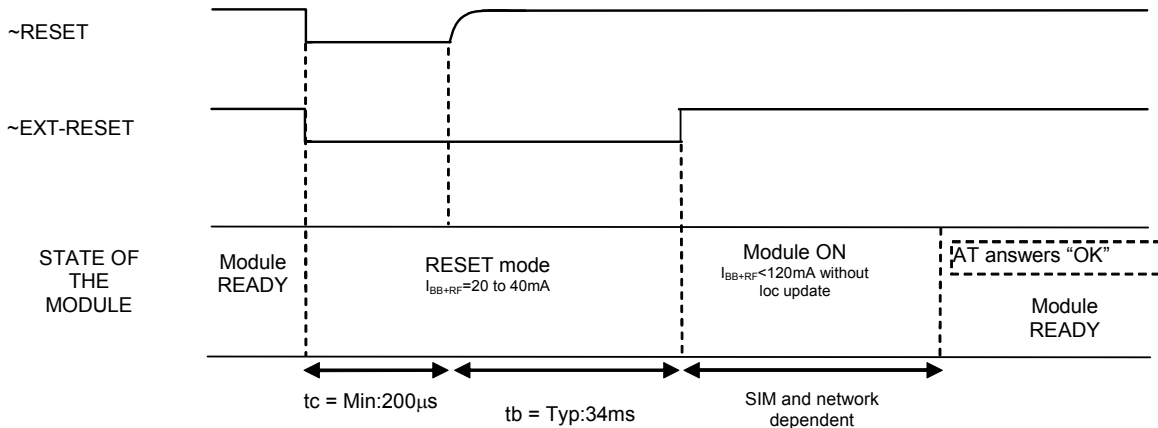 ~RESET
~EXT-RESET
STATE OF
THE
MODULE
Module
READY
RESET mode
IBB+RF=20 to 40mA
Module ON
IBB+RF<120mA without
loc update
AT answers “OK”
Module
READY
tc = Min:200μs
tb = Typ:34ms
SIM and network
dependent